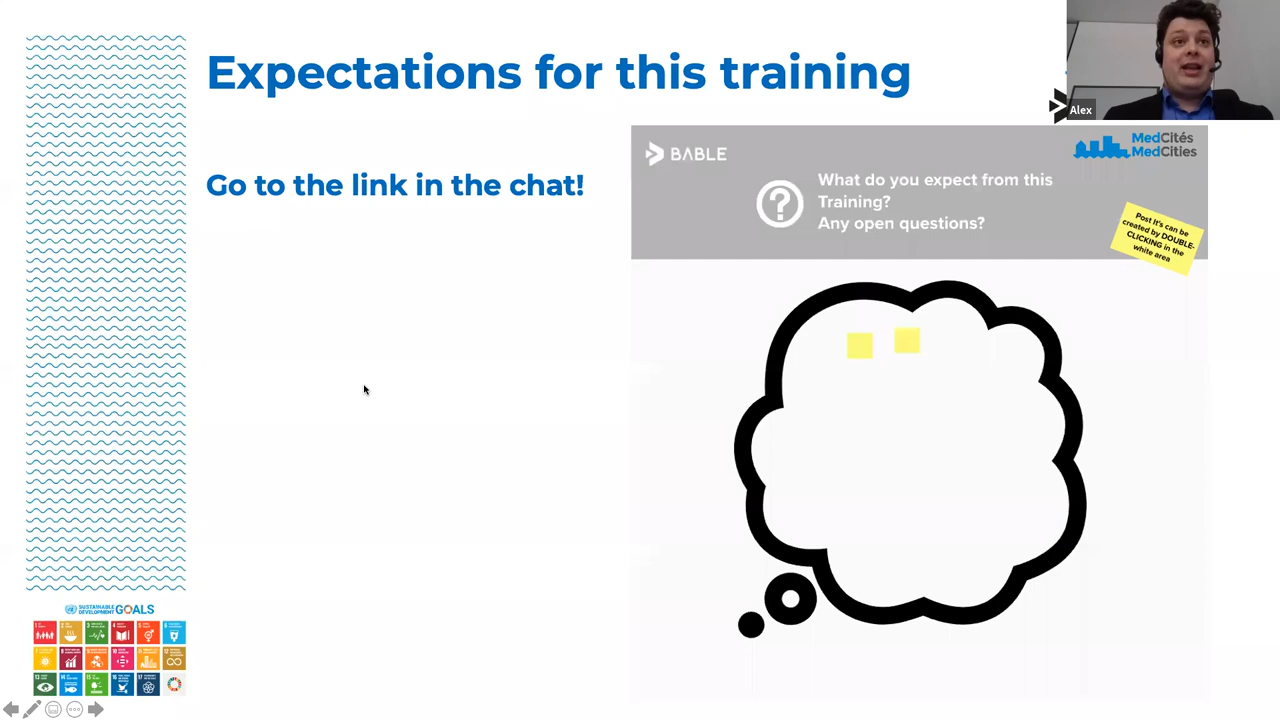 Expectations for this training
Alex
Go to the link in the chat!
BABLE
MedCités
MedCities
What do you expect from this
Training?
Any open questions?
Post It's can be
created by DOUBLE-
CLICKING in the
white area
SUSTAINABLE
DEVELOPMENT
GOALS